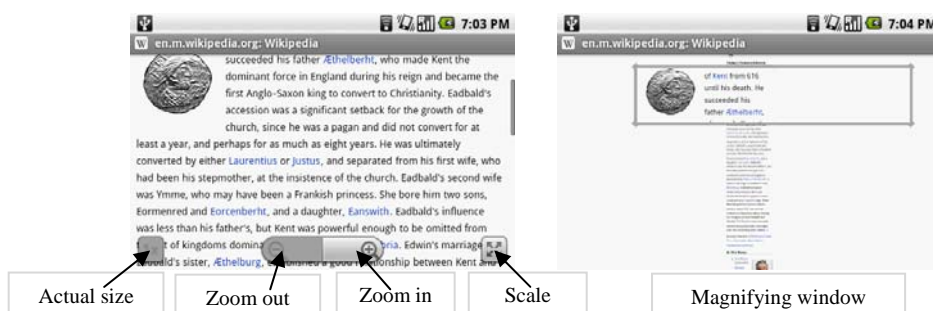 7:03 PM
en.m.wikipedia.org: Wikipedia
succeeded his father Æthelberht, who made Kent the
dominant force in England during his reign and became the
first Anglo-Saxon king to convert to Christianity. Eadbald's
accession was a significant setback for the growth of the
church, since he was a pagan and did not convert for at
least a year, and perhaps for as much as eight years. He was ultimately
converted by either Laurentius or Justus, and separated from his first wife, who
had been his stepmother, at the insistence of the church. Eadbald's second wife
was Ymme, who may have been a Frankish princess. She bore him two sons,
Eormenred and Eorcenberht, and a daughter, Eanswith. Eadbald's influence
was less than his father's, but Kent was powerful enough to be omitted from
of kingdoms Edwin's marriage
sister, Æthelburg, established a good relationship between Kent and
Actual size
Zoom out
Zoom in
Scale
7:04 PM
en.m.wikipedia.org: Wikipedia
of Kent from 616
until his death. He
succeeded his
father Æthelberht,
Magnifying window